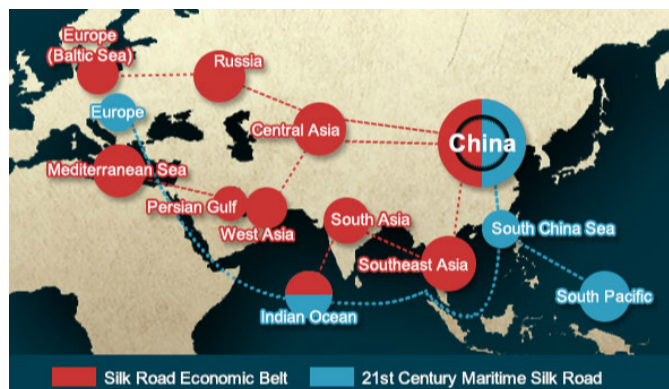 Europe
(Baltic Sea)
Russia
Europe
Central Asia
China
Mediterranean Sea
Persian Gulf
West Asia
South Asia
South China Sea
Southeast Asia
Indian Ocean
South Pacific
Silk Road Economic Belt
21st Century Maritime Silk Road